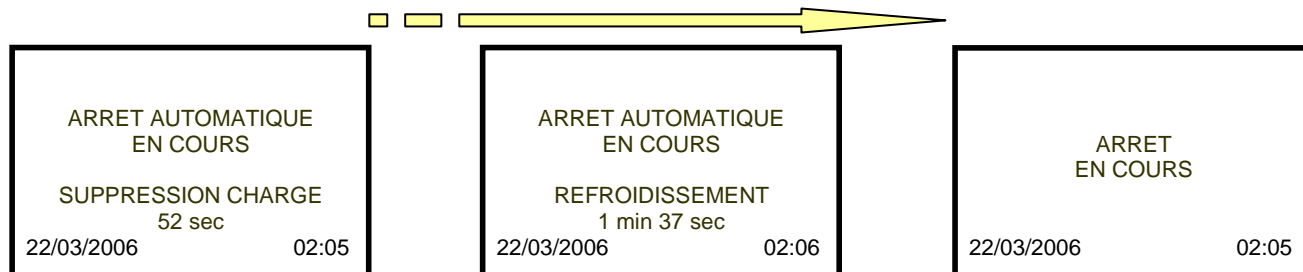 ARRET AUTOMATIQUE
EN COURS
SUPPRESSION CHARGE
52 sec
22/03/2006 02:05
ARRET AUTOMATIQUE
EN COURS
REFROIDISSEMENT
1 min 37 sec
22/03/2006 02:06
ARRET
EN COURS
22/03/2006 02:05